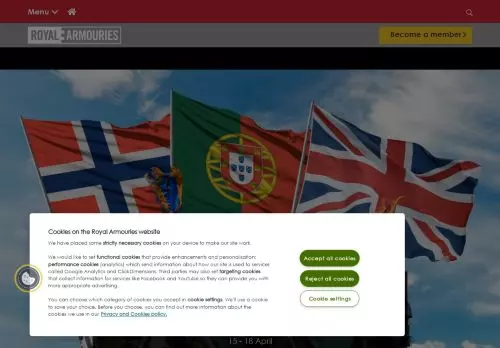 Menu
ROYAL ARMOURIES
Become a member
Cookies on the Royal Armouries website
We have placed some strictly necessary cookies on your device to make our site work.
We would like to set functional cookies that provide enhancements and personalisation;
performance cookies (analytics) which send information about how our site is used to services
called Google Analytics and ClickDimensions. Third parties may also set targeting cookies
that collect information for services like Facebook and YouTube so they can provide you with
more appropriate advertising.
You can choose which category of cookies you accept in cookie settings. We'll use a cookie
to save your choice. Before you choose, you can find out more information about the
cookies we use in our Privacy and Cookies policy.
Accept all cookies
Reject all cookies
Cookie settings
15 - 18 April